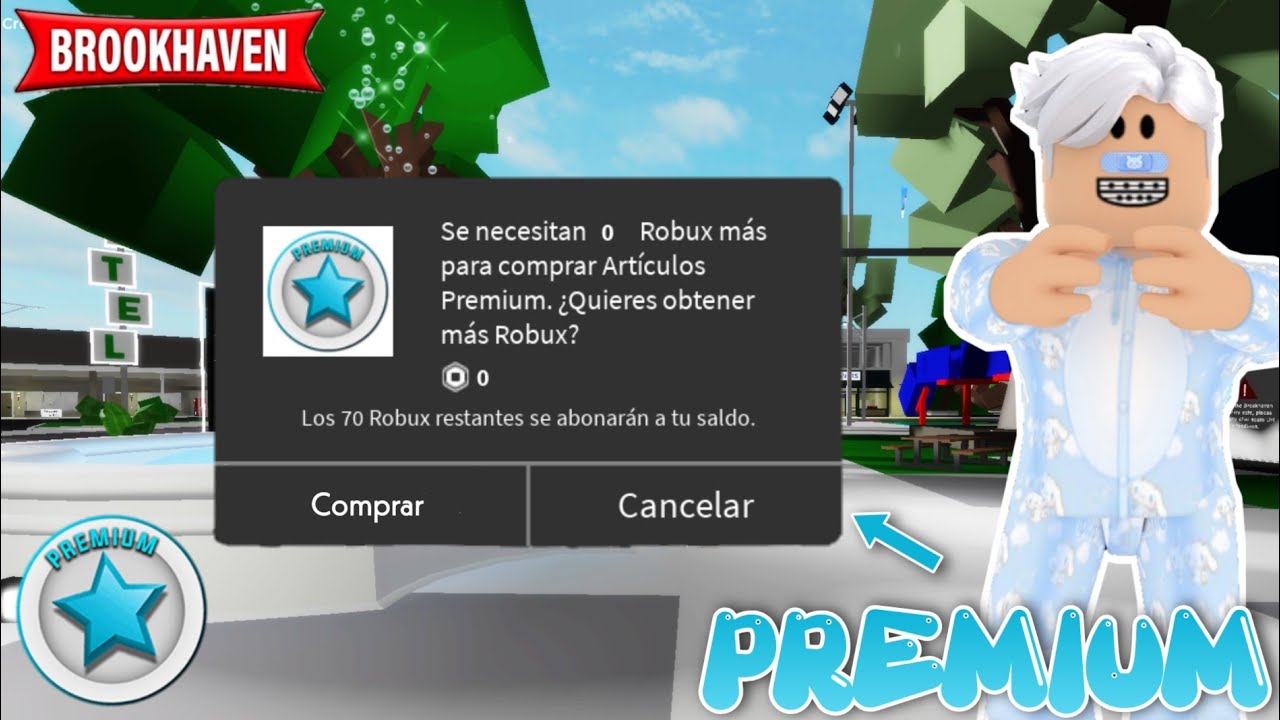 BROOKHAVEN
TEL
PREMIUM
Se necesitan 0 Robux más
para comprar Artículos
Premium. ¿Quieres obtener
más Robux?
0
Los 70 Robux restantes s abonarán a tu saldo.
Comprar
Cancelar
PREMIUM
PREMIUM